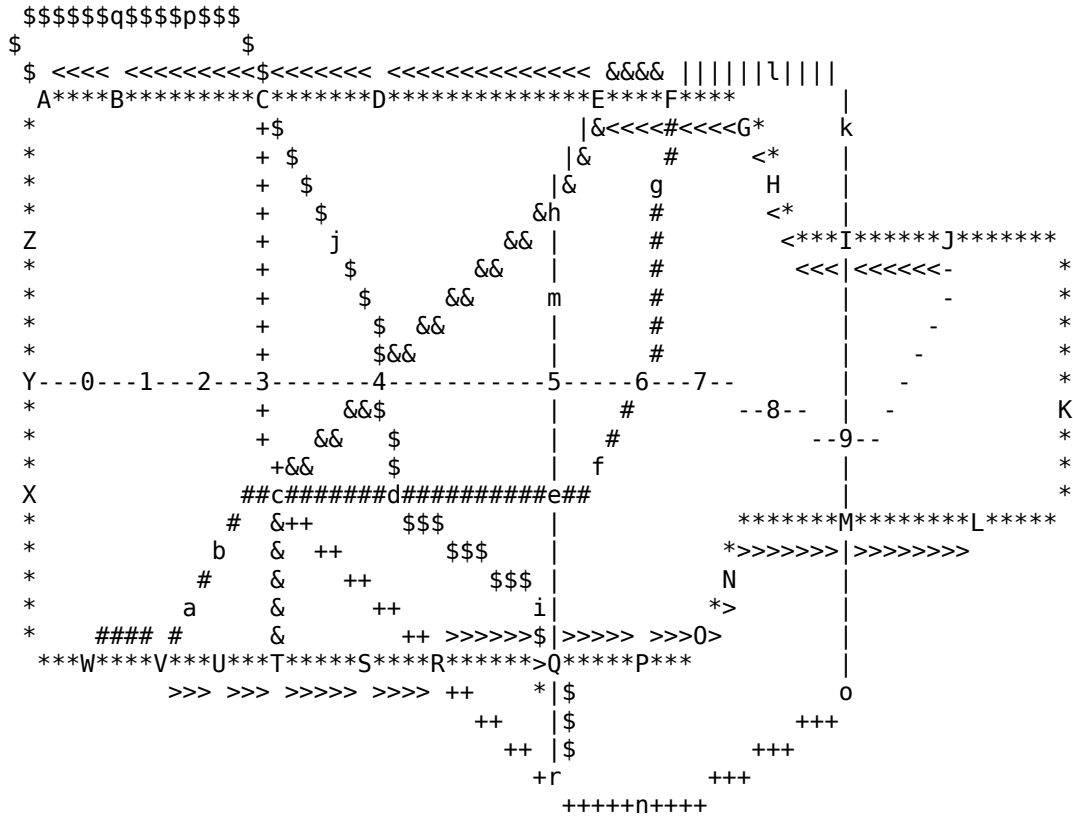 $$$$$$q$$$$p$$$
$               $
 $ <<<< <<<<<<<<<$<<<<<<< <<<<<<<<<<<<<< &&&& ||||||l||||
  A****B*********C*******D**************E****F****       |
 *               +$                    |&<<<<#<<<<G*     k
 *               + $                  |&     #     <*    |
 *               +  $                |&     g       H    |
 *               +   $              &h      #       <*   |
 Z               +    j           && |      #        <***I******J*******
 *               +     $        &&   |      #         <<<|<<<<<<-       *
 *               +      $     &&     m      #            |      -       *
 *               +       $  &&       |      #            |     -        *
 *               +       $&&         |      #            |    -         *
 Y---0---1---2---3-------4-----------5-----6---7--       |   -          *
 *               +     &&$           |    #       --8--  |  -           K
 *               +   &&   $          |   #             --9--            *
 *                +&&     $          |  f                |              *
 X              ##c#######d##########e##                 |              *
 *             #  &++      $$$       |            *******M********L*****
 *            b   &  ++       $$$    |           *>>>>>>>|>>>>>>>>
 *           #    &    ++        $$$ |           N       |
 *          a     &      ++         i|          *>       |
 *    #### #      &        ++ >>>>>>$|>>>>> >>>O>        |
  ***W****V***U***T*****S****R******>Q*****P***          |
           >>> >>> >>>>> >>>> ++    *|$                  o
                                ++   |$               +++
                                  ++ |$            +++
                                    +r          +++
                                      +++++n++++